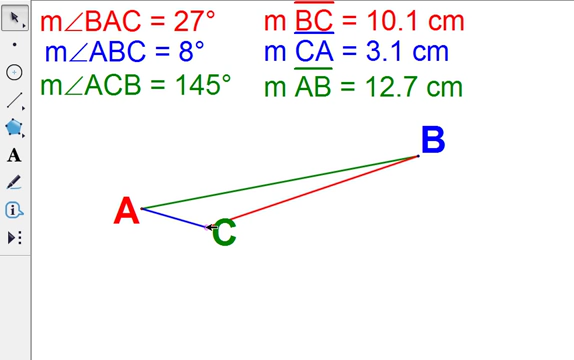 m∠BAC = 27° m BC = 10.1 cm
m∠ABC = 8° m CA = 3.1 cm
m∠ACB = 145° m AB = 12.7 cm
B
A
C
A